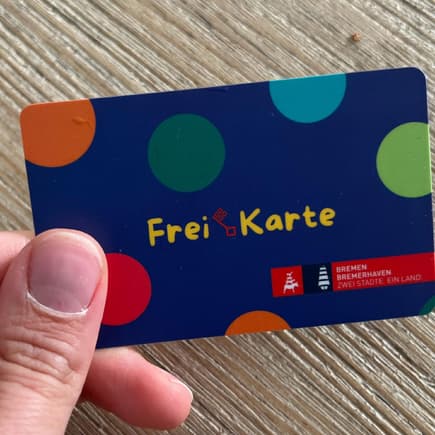 Frei Karte
BREMEN
BREMERHAVEN
ZWEI STÄDTE. EIN LAND.